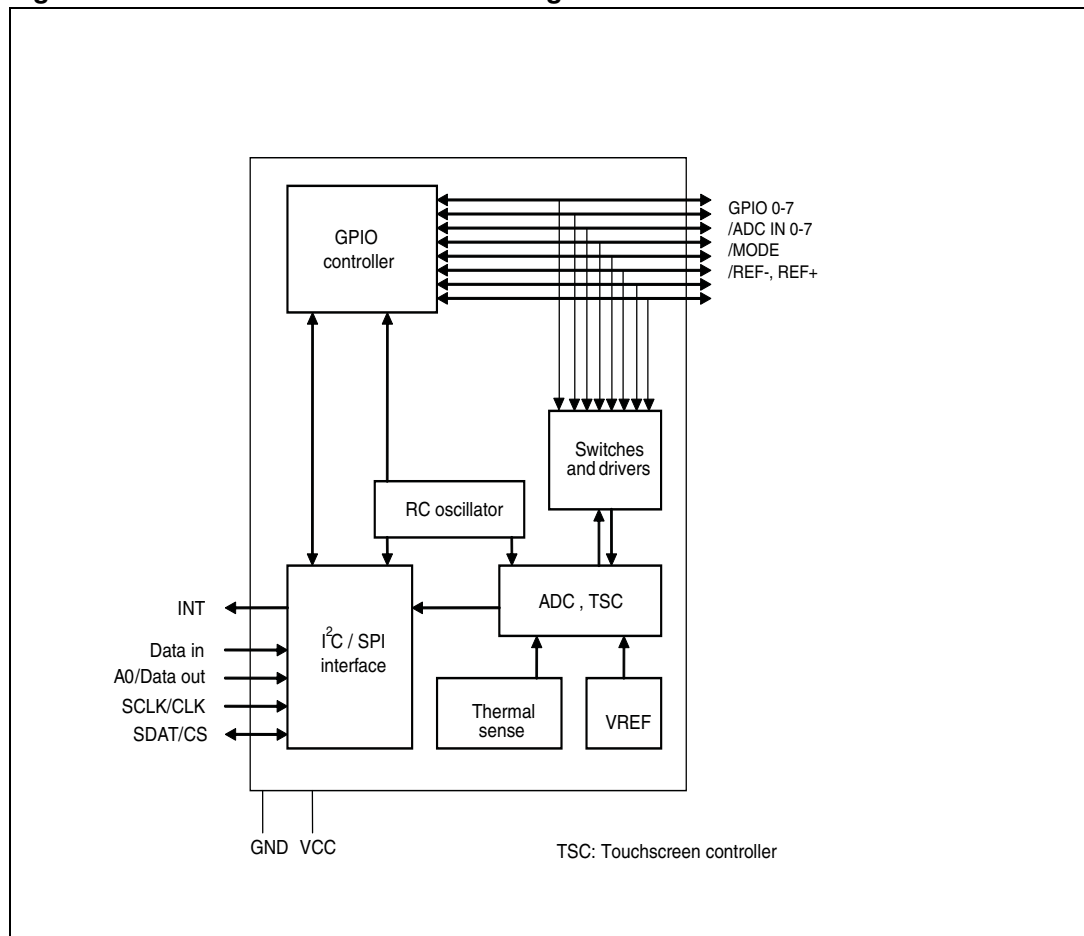 GPIO
controller
GPIO 0-7
/ADC IN 0-7
/MODE
/REF-, REF+
Switches
and drivers
RC oscillator
ADC , TSC
I2C / SPI
interface
INT
Data in
A0/Data out
SCLK/CLK
SDAT/CS
Thermal
sense
VREF
GND VCC
TSC: Touchscreen controller